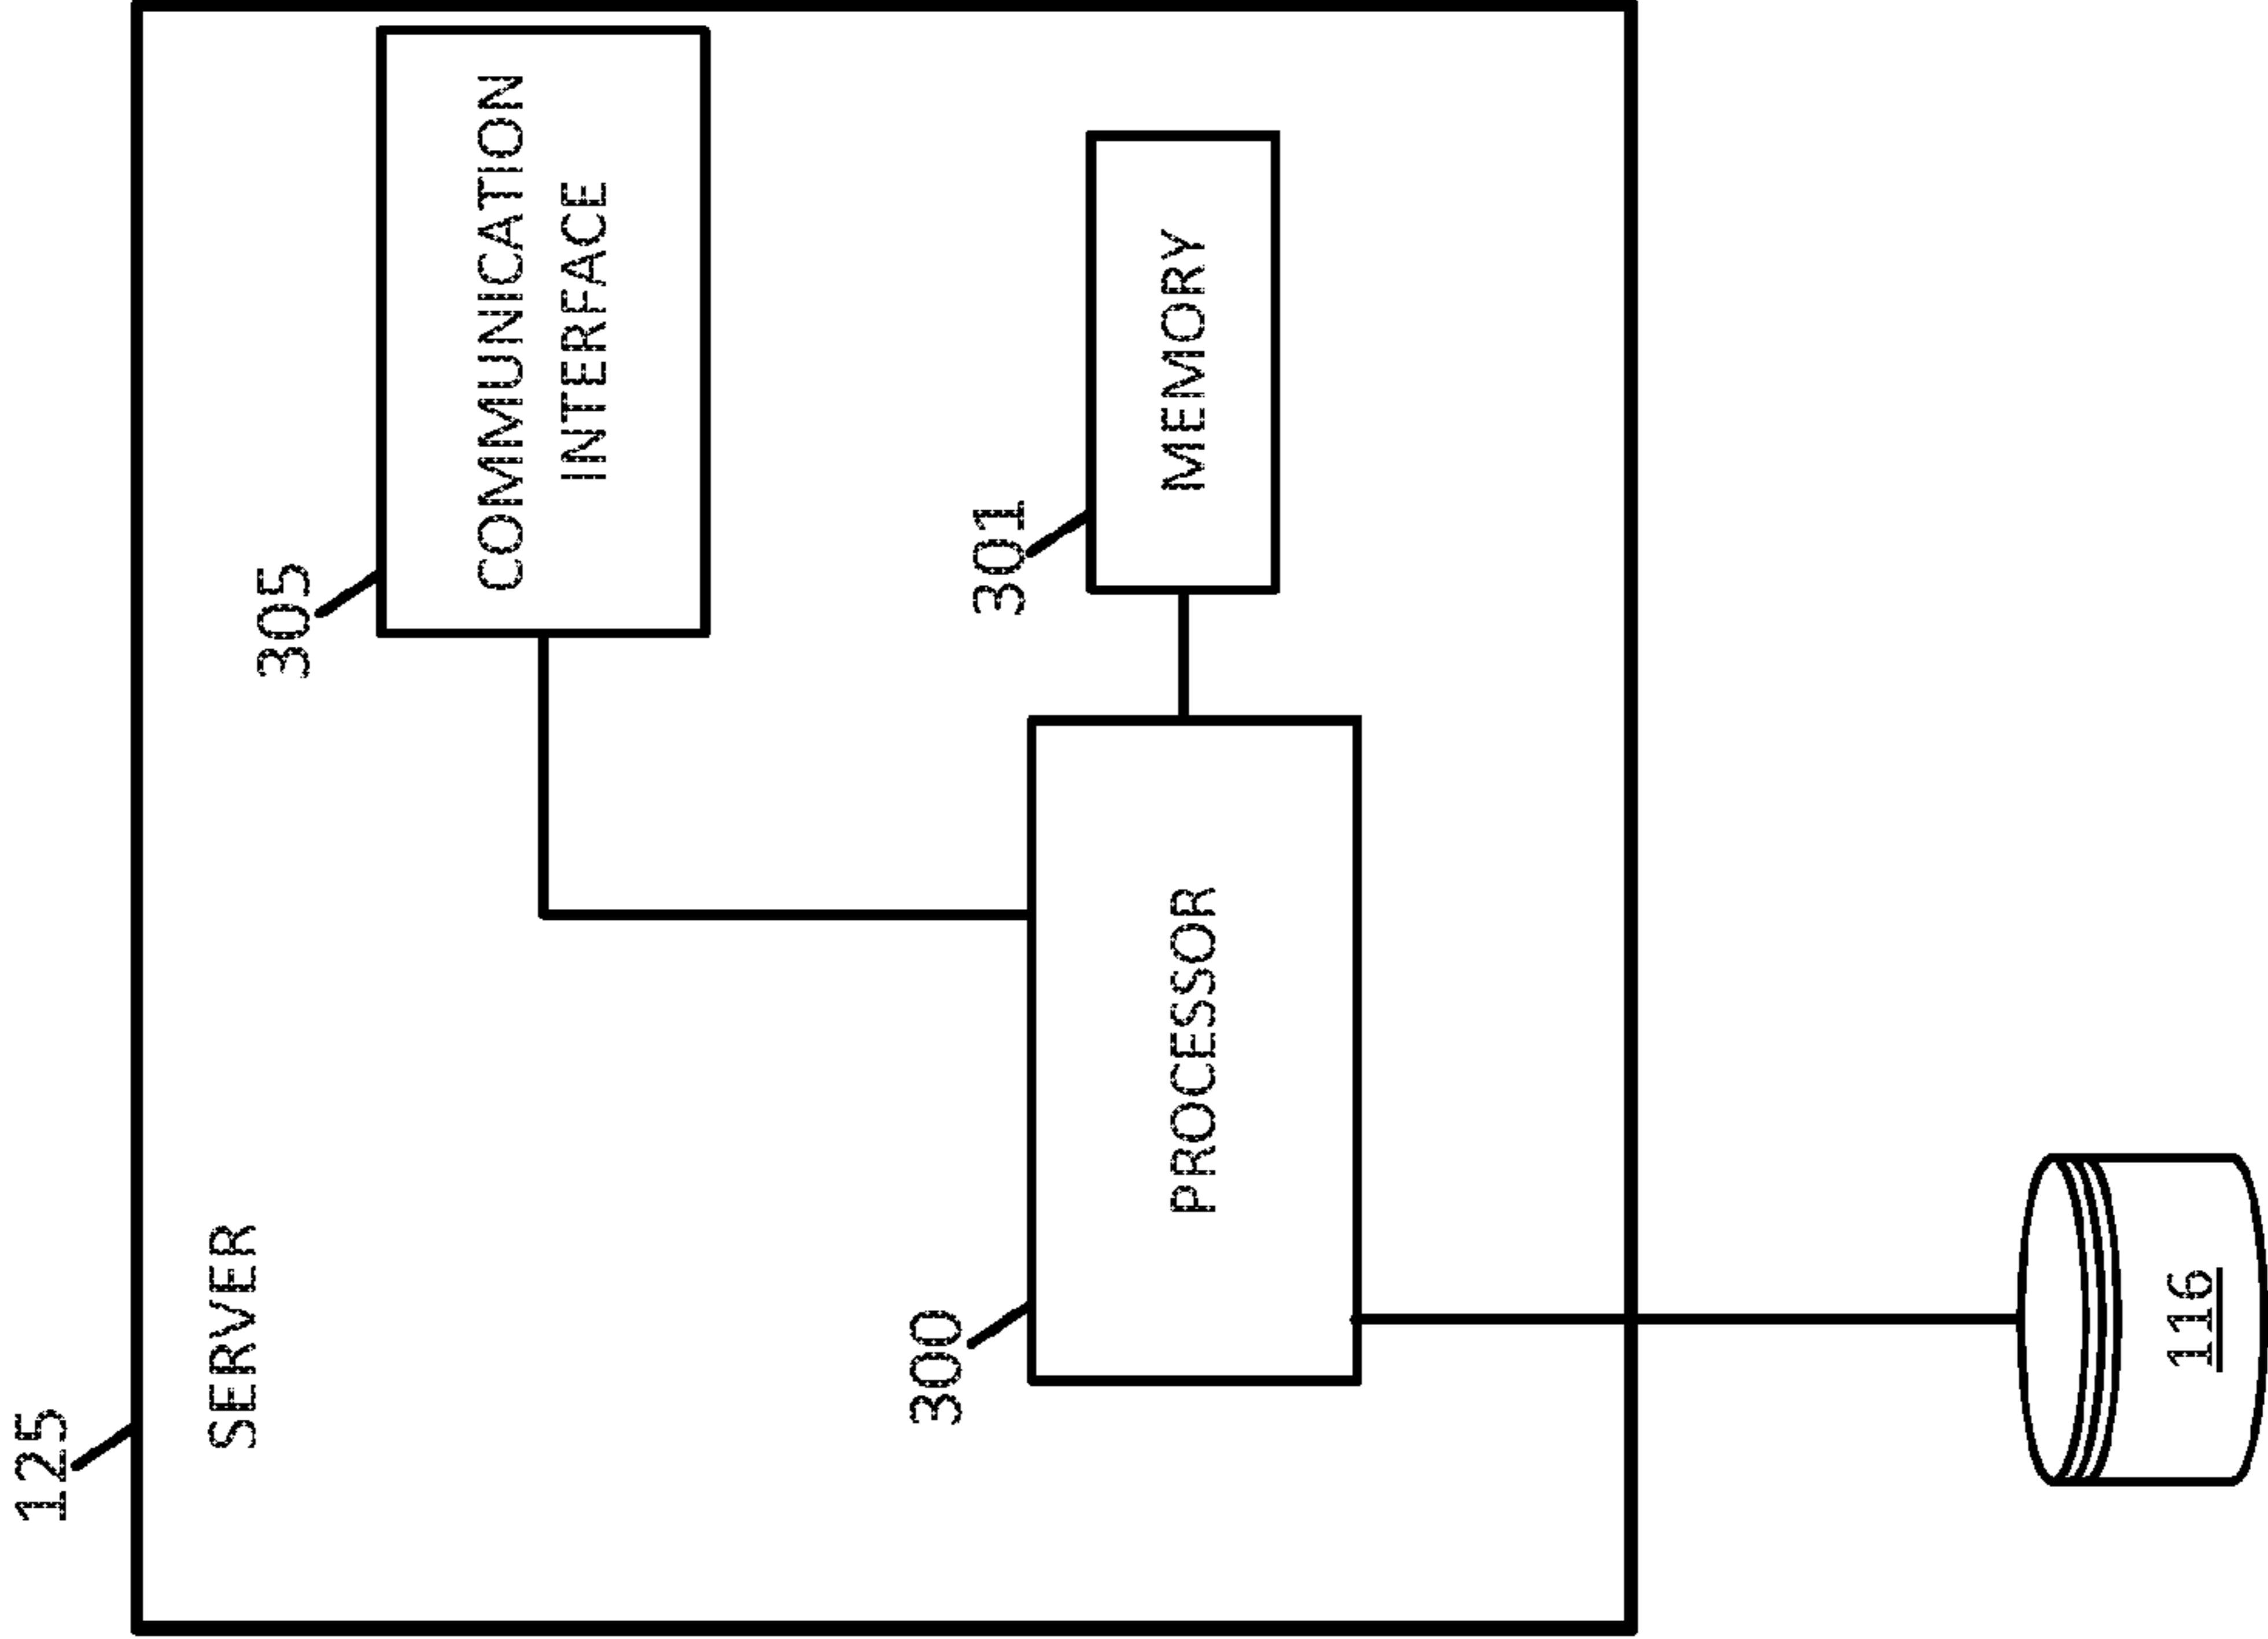 125
SERVER
305
COMMUNICATION
INTERFACE
300
PROCESSOR
301
MEMORY
116